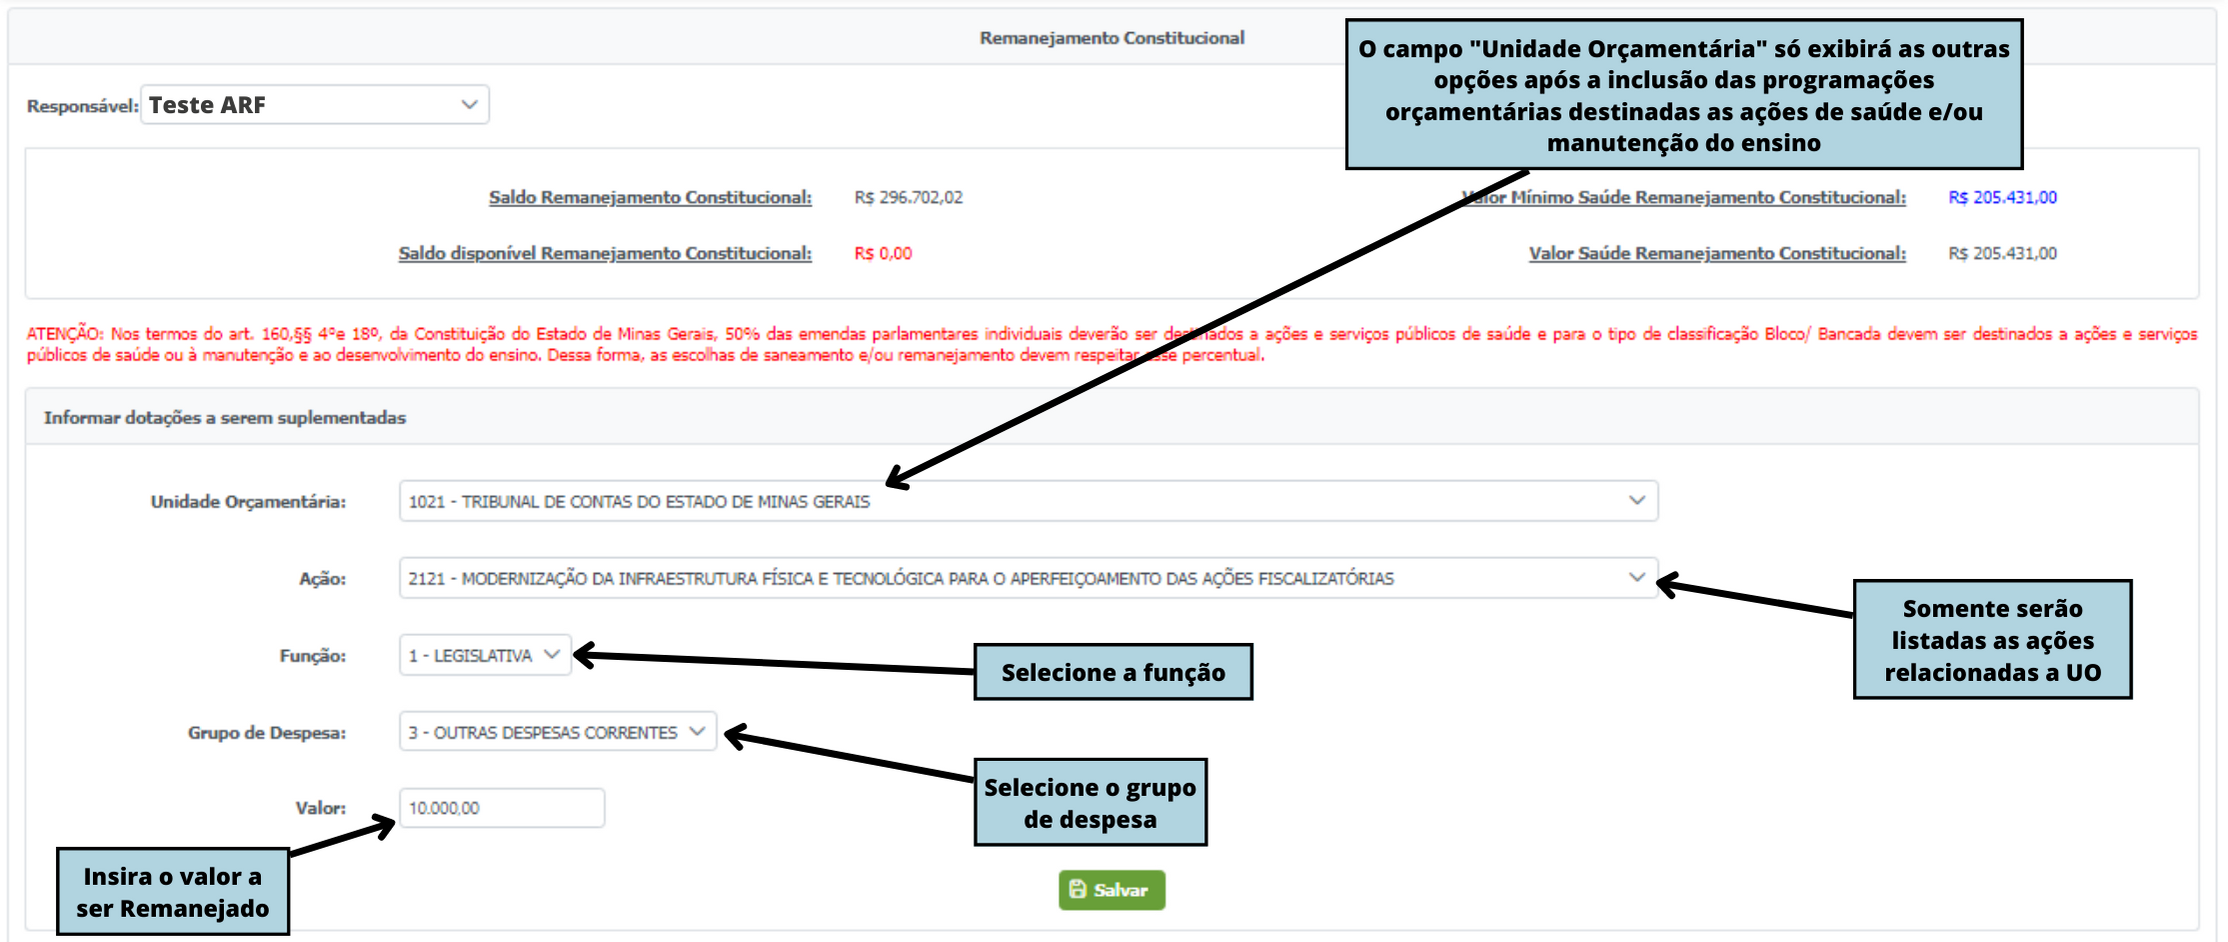 Remanejamento Constitucional
O campo "Unidade Orçamentária" só exibirá as outras
opções após a inclusão das programações
orçamentárias destinadas as ações de saúde e/ou
manutenção do ensino
Responsável: Teste ARF
Saldo Remanejamento Constitucional: R$ 296.702,02
Valor Mínimo Saúde Remanejamento Constitucional: R$ 205.431,00
Saldo disponível Remanejamento Constitucional: R$ 0,00
Valor Saúde Remanejamento Constitucional: R$ 205.431,00
ATENÇÃO: Nos termos do art. 160,§§ 4ºe 18º, da Constituição do Estado de Minas Gerais, 50% das emendas parlamentares individuais deverão ser destinados a ações e serviços públicos de saúde e para o tipo de classificação Bloco/ Bancada devem ser destinados a ações e serviços
públicos de saúde ou à manutenção e ao desenvolvimento do ensino. Dessa forma, as escolhas de saneamento e/ou remanejamento devem respeitar esse percentual.
Informar dotações a serem suplementadas
Unidade Orçamentária: 1021 - TRIBUNAL DE CONTAS DO ESTADO DE MINAS GERAIS
Ação: 2121 - MODERNIZAÇÃO DA INFRAESTRUTURA FÍSICA E TECNOLÓGICA PARA O APERFEIÇOAMENTO DAS AÇÕES FISCALIZATÓRIAS
Somente serão
listadas as ações
relacionadas a UO
Função: 1 - LEGISLATIVA
Selecione a função
Grupo de Despesa: 3 - OUTRAS DESPESAS CORRENTES
Selecione o grupo
de despesa
Valor: 10.000,00
Insira o valor a
ser Remanejado
Salvar